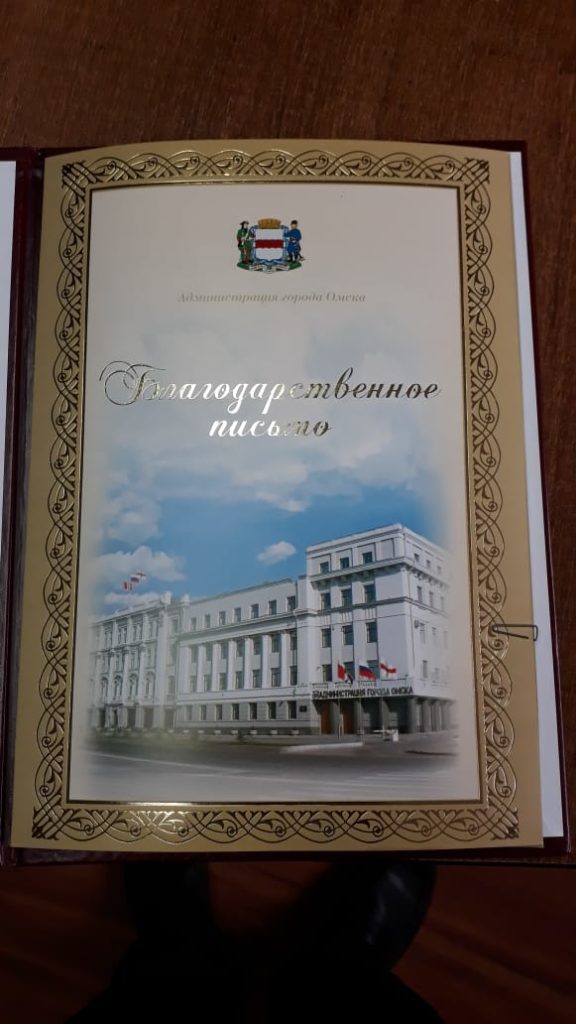 Администрация города Омска
Благодарственное
письмо
АДМИНИСТРАЦИЯ ГОРОДА ОМСКА